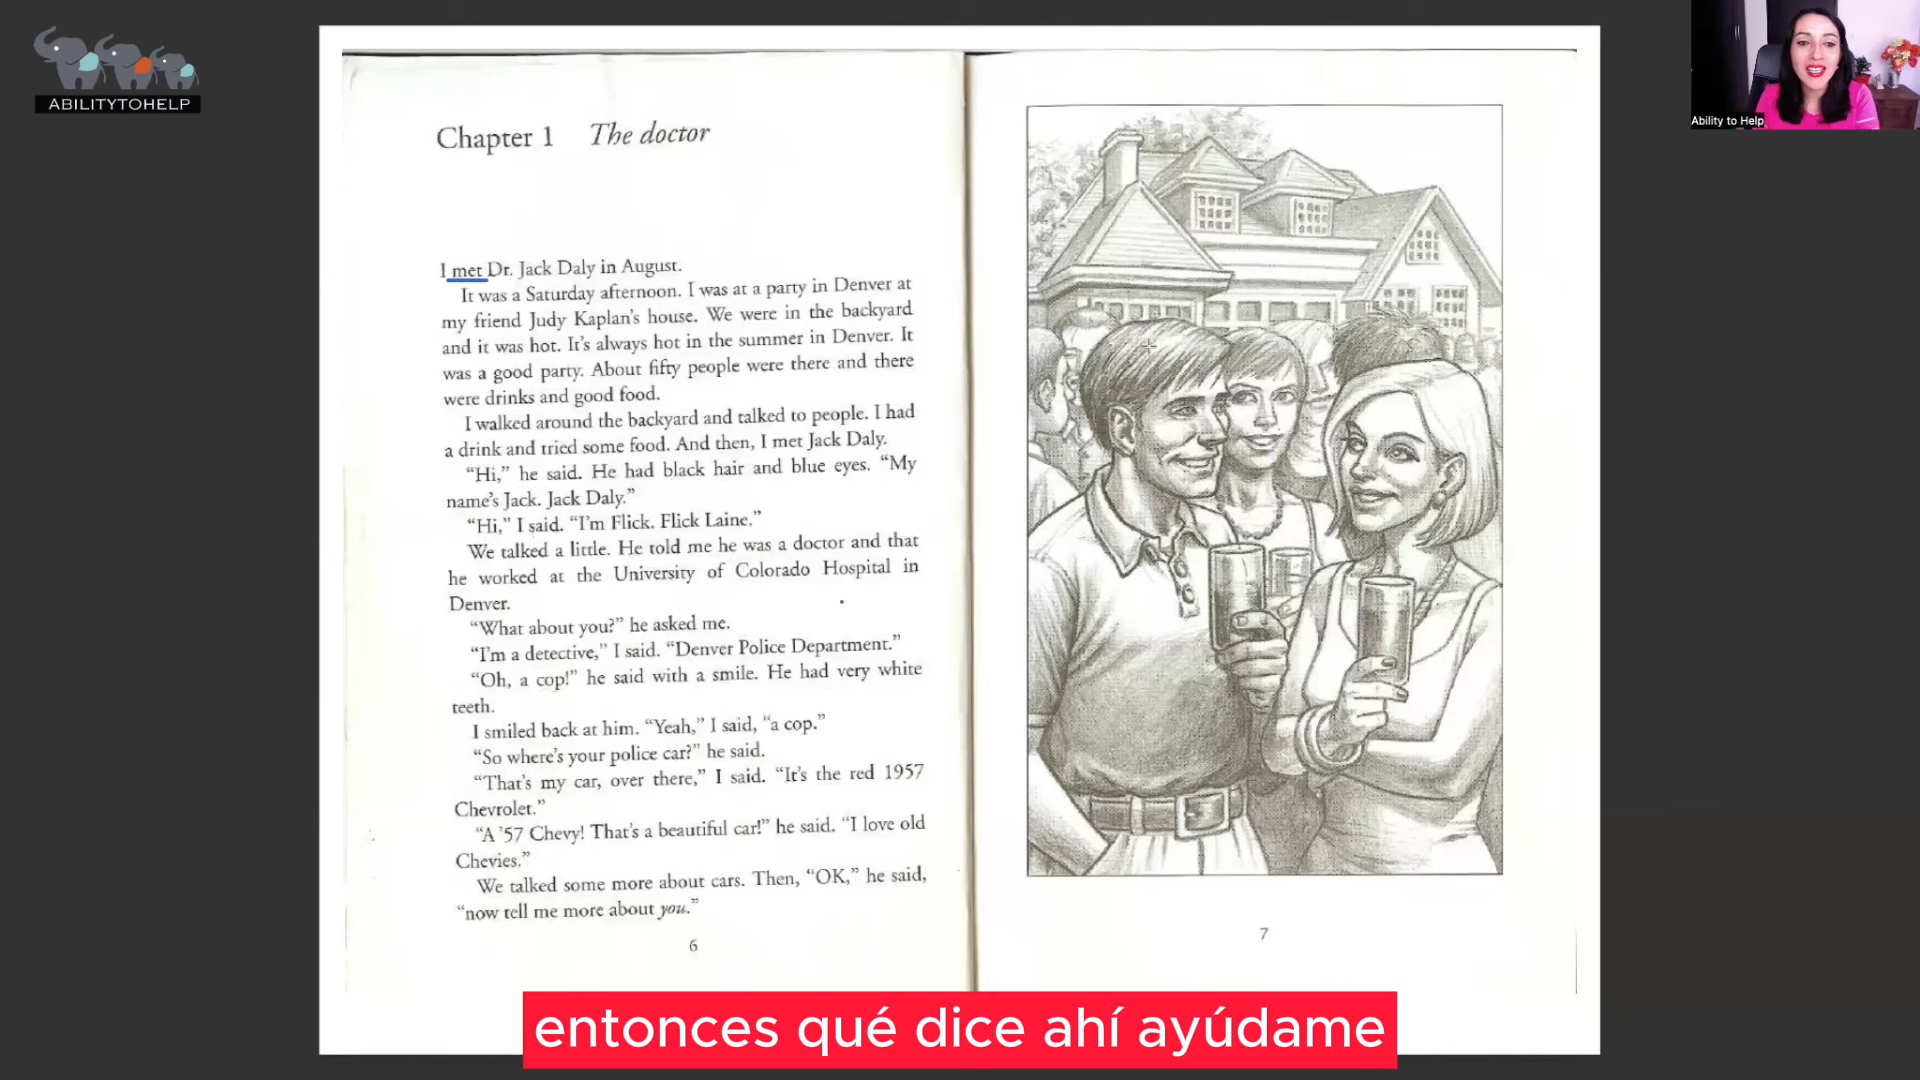 ABILITYTOHELP
Ability to Help
Chapter 1 The doctor
I met Dr. Jack Daly in August.
It was a Saturday afternoon. I was at a party in Denver at
my friend Judy Kaplan's house. We were in the backyard
and it was hot. It's always hot in the summer in Denver. It
was a good party. About fifty people were there and there
were drinks and good food.
I walked around the backyard and talked to people. I had
a drink and tried some food. And then, I met Jack Daly.
“Hi,” he said. He had black hair and blue eyes. “My
name's Jack. Jack Daly.”
“Hi,” I said. “I'm Flick. Flick Laine.”
We talked a little. He told me he was a doctor and that
he worked at the University of Colorado Hospital in
Denver.
“What about you?” he asked me.
“I'm a detective,” I said. “Denver Police Department.”
“Oh, a cop!” he said with a smile. He had very white
teeth.
I smiled back at him. “Yeah,” I said, “a cop.”
“So where's your police car?” he said.
“That's my car, over there,” I said. “It's the red 1957
Chevrolet.”
“A '57 Chevy! That's a beautiful car!” he said. “I love old
Chevies.”
We talked some more about cars. Then, “OK,” he said,
“now tell me more about you.”
6
7
entonces qué dice ahí ayúdame